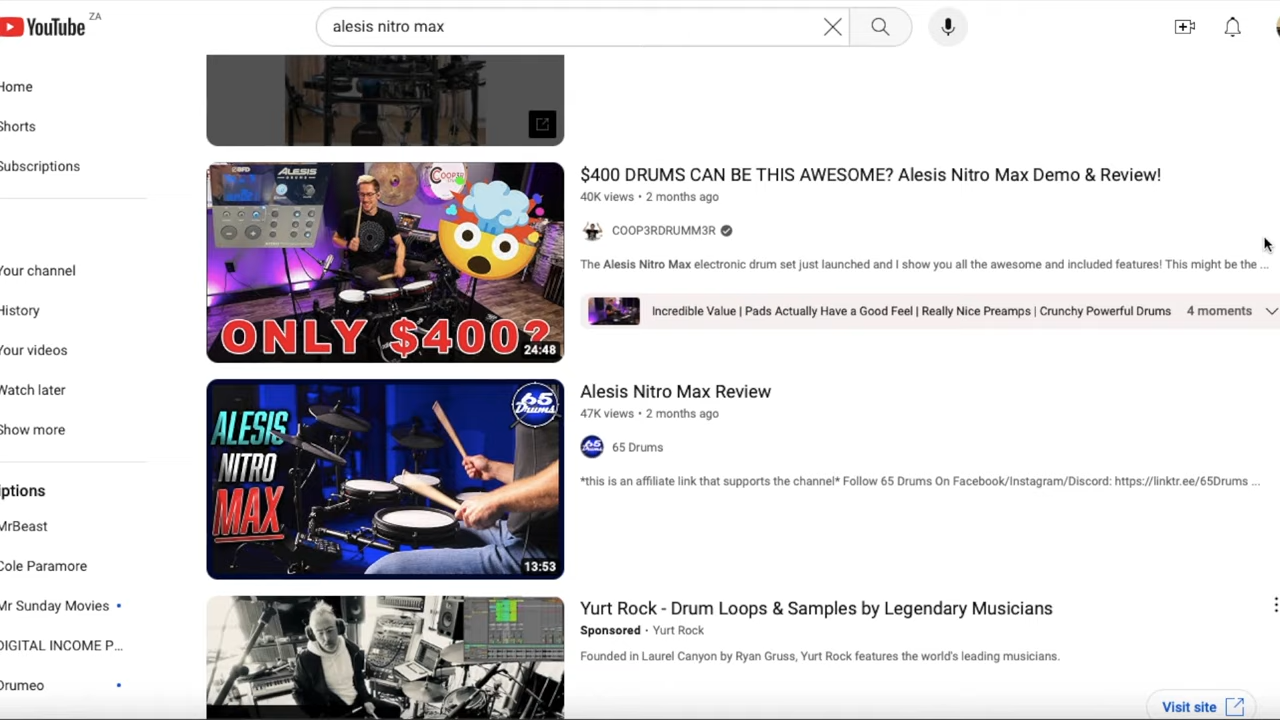 YouTube ZA
alesis nitro max
Home
Shorts
Subscriptions
Your channel
History
Your videos
Watch later
Show more
iptions
MrBeast
Cole Paramore
Mr Sunday Movies •
DIGITAL INCOME P...
Drumeo •
ALESIS
COOP3R
ONLY $400?
24:48
$400 DRUMS CAN BE THIS AWESOME? Alesis Nitro Max Demo & Review!
40K views • 2 months ago
COOP3RDRUMM3R
The Alesis Nitro Max electronic drum set just launched and I show you all the awesome and included features! This might be the ...
Incredible Value | Pads Actually Have a Good Feel | Really Nice Preamps | Crunchy Powerful Drums 4 moments
65
Drums
ALESIS
NITRO
MAX
13:53
Alesis Nitro Max Review
47K views • 2 months ago
65 Drums
*this is an affiliate link that supports the channel* Follow 65 Drums On Facebook/Instagram/Discord: https://linktr.ee/65Drums ...
Yurt Rock - Drum Loops & Samples by Legendary Musicians
Sponsored · Yurt Rock
Founded in Laurel Canyon by Ryan Gruss, Yurt Rock features the world's leading musicians.
Visit site